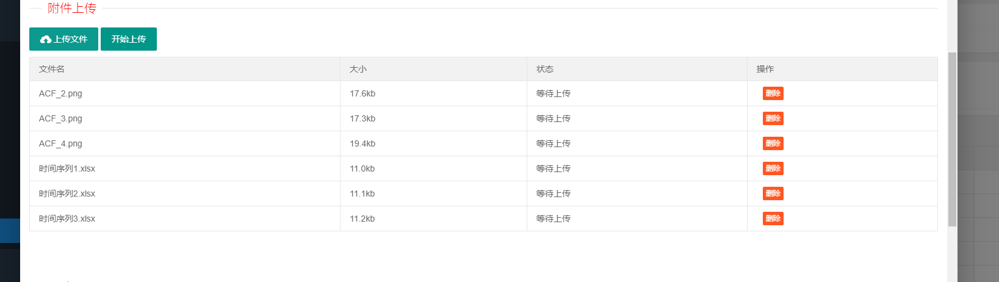 附件上传
上传文件 开始上传
文件名 大小 状态 操作
ACF_2.png 17.6kb 等待上传 删除
ACF_3.png 17.3kb 等待上传 删除
ACF_4.png 19.4kb 等待上传 删除
时间序列1.xlsx 11.0kb 等待上传 删除
时间序列2.xlsx 11.1kb 等待上传 删除
时间序列3.xlsx 11.2kb 等待上传 删除